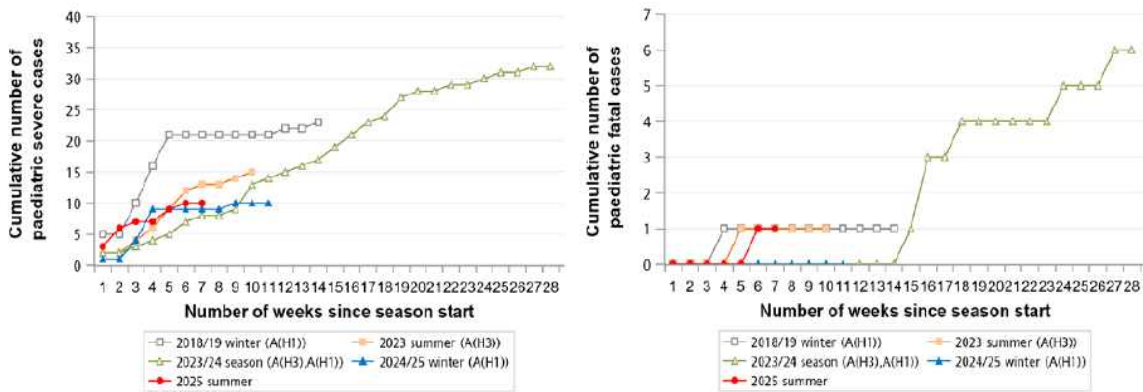 Cumulative number of
paediatric severe cases
40
35
30
25
20
15
10
5
0
1 2 3 4 5 6 7 8 9 10 11 12 13 14 15 16 17 18 19 20 21 22 23 24 25 26 27 28
Number of weeks since season start
2018/19 winter (A(H1))
2023 summer (A(H3))
2023/24 season (A(H3),A(H1))
2024/25 winter (A(H1))
2025 summer
Cumulative number of
paediatric fatal cases
7
6
5
4
3
2
1
0
1 2 3 4 5 6 7 8 9 10 11 12 13 14 15 16 17 18 19 20 21 22 23 24 25 26 27 28
Number of weeks since season start
2018/19 winter (A(H1))
2023 summer (A(H3))
2023/24 season (A(H3),A(H1))
2024/25 winter (A(H1))
2025 summer